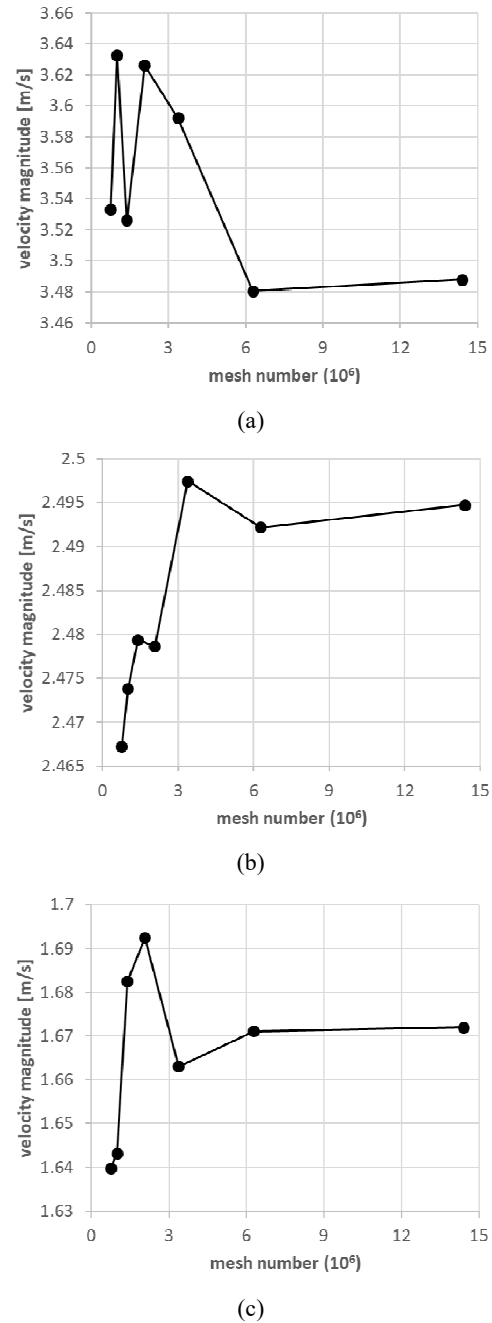 3.66
3.64
3.62
3.6
3.58
3.56
3.54
3.52
3.5
3.48
3.46
velocity magnitude [m/s]
0 3 6 9 12 15
mesh number (10⁶)
(a)
2.5
2.495
2.49
2.485
2.48
2.475
2.47
2.465
velocity magnitude [m/s]
0 3 6 9 12 15
mesh number (10⁶)
(b)
1.7
1.69
1.68
1.67
1.66
1.65
1.64
1.63
velocity magnitude [m/s]
0 3 6 9 12 15
mesh number (10⁶)
(c)